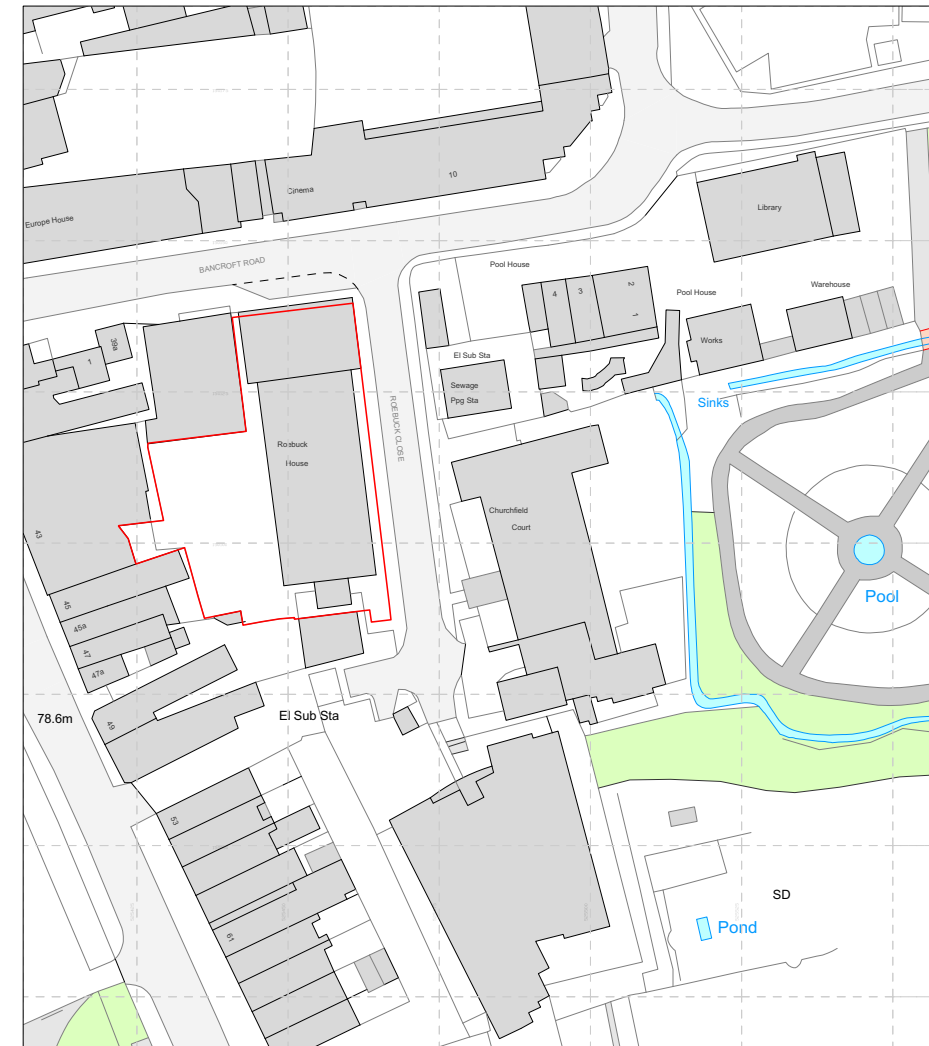 Cinema
10
Europe House
Library
BANCROFT ROAD
Pool House
4
3
2
1
Pool House
Warehouse
Works
39a
1
El Sub Sta
Sewage
Ppg Sta
Sinks
ROEBUCK CLOSE
Roebuck
House
Churchfield
Court
43
Pool
45
45a
47
47a
49
78.6m
El Sub Sta
53
61
SD
Pond